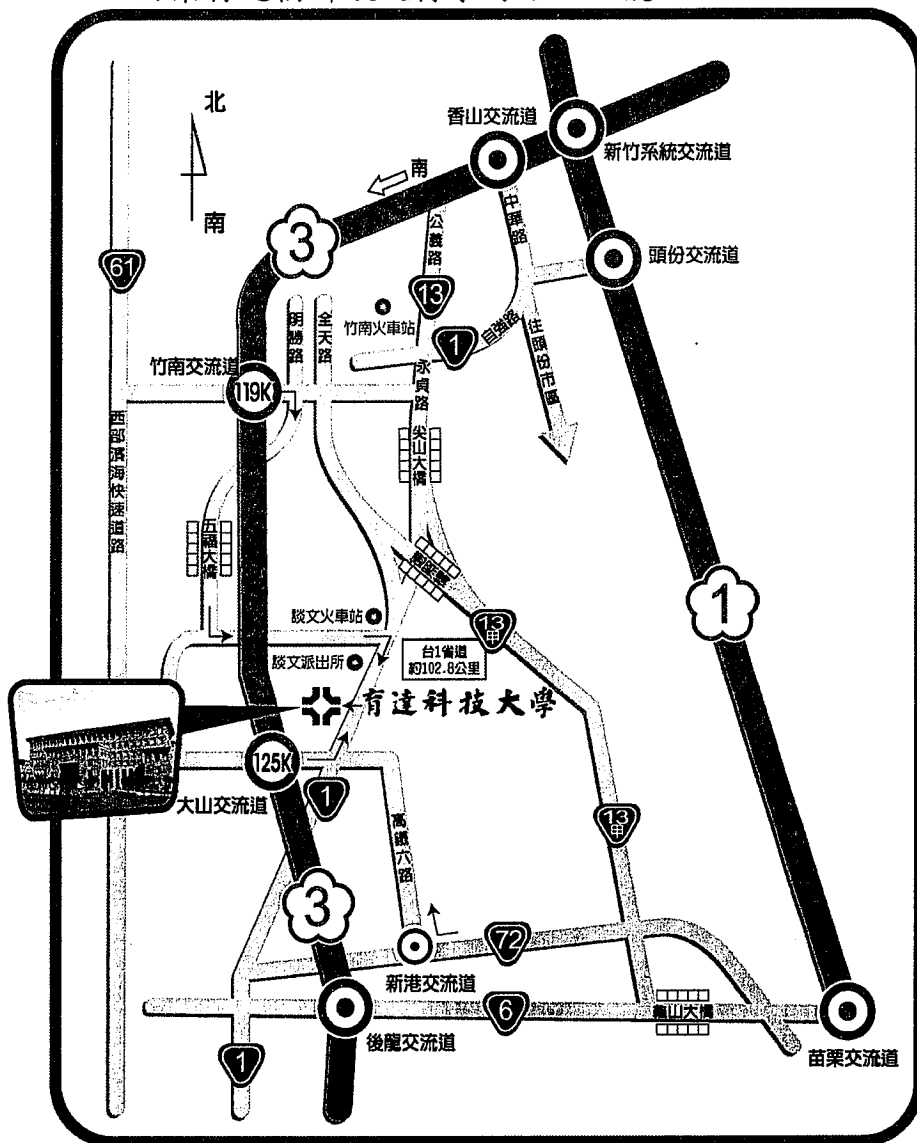 北
南
香山交流道
新竹系統交流道
南
3
公義路
中華路
頭份交流道
61
13
竹南火車站
1
自強路
明勝路
全天路
往頭份市區
竹南交流道
119K
永貞路
尖山大橋
西部濱海快速道路
五福大橋
1
13甲
談文火車站
談文派出所
台1省道
約102.8公里
育達科技大學
125K
大山交流道
1
高鐵六路
13甲
3
72
新港交流道
6
龜山大橋
後龍交流道
1
苗栗交流道